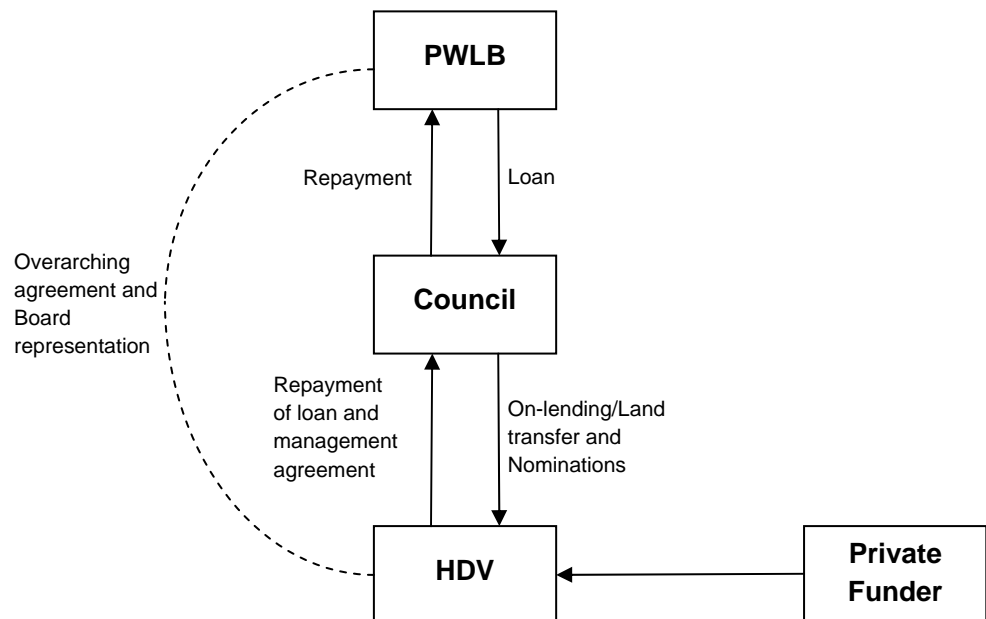 PWLB
Repayment
Loan
Overarching
agreement and
Board
representation
Council
Repayment
of loan and
management
agreement
On-lending/Land
transfer and
Nominations
HDV
Private
Funder